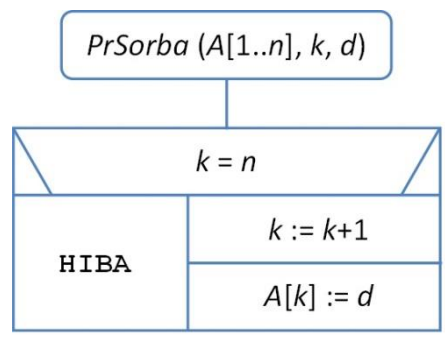 PrSorba (A[1..n], k, d)
k = n
HIBA
k := k+1
A[k] := d